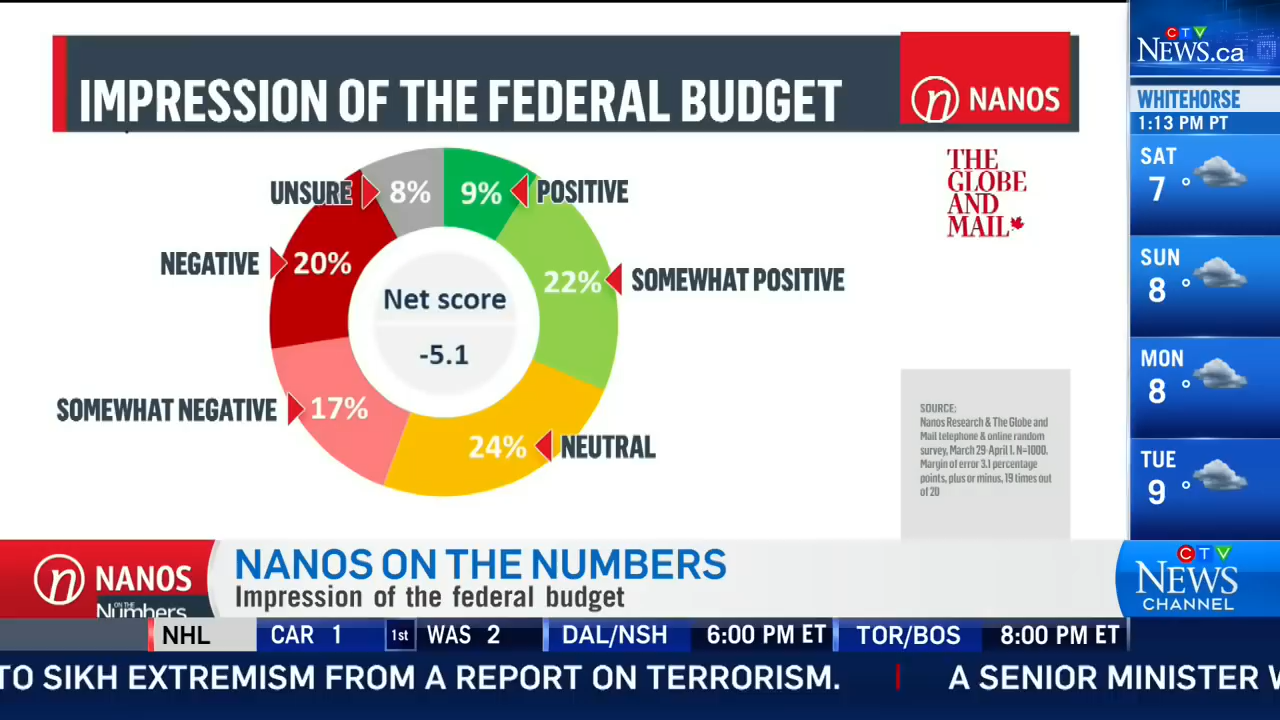 IMPRESSION OF THE FEDERAL BUDGET
n NANOS
THE
GLOBE
AND
MAIL
UNSURE
8%
9%
POSITIVE
NEGATIVE
20%
22%
SOMEWHAT POSITIVE
Net score
-5.1
SOMEWHAT NEGATIVE
17%
24%
NEUTRAL
SOURCE:
Nanos Research & The Globe and
Mail telephone & online random
survey, March 29-April 1. N=1000.
Margin of error 3.1 percentage
points, plus or minus, 19 times out
of 20
CTV
NEWS.ca
WHITEHORSE
1:13 PM PT
SAT
7 °
SUN
8 °
MON
8 °
TUE
9 °
n NANOS
ON THE
Numbers
NANOS ON THE NUMBERS
Impression of the federal budget
CTV
NEWS
CHANNEL
NHL CAR 1 1st WAS 2 DAL/NSH 6:00 PM ET TOR/BOS 8:00 PM ET
TO SIKH EXTREMISM FROM A REPORT ON TERRORISM. | A SENIOR MINISTER W